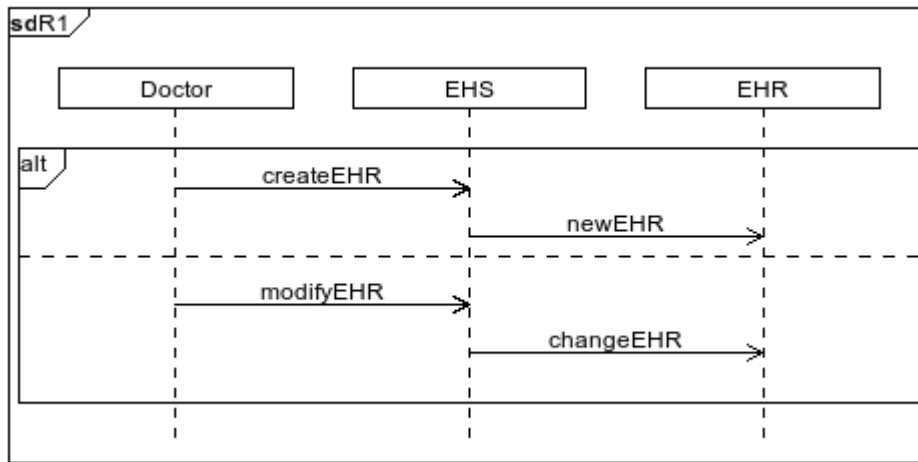 sdR1
Doctor EHS EHR
alt
createEHR
newEHR
modifyEHR
changeEHR